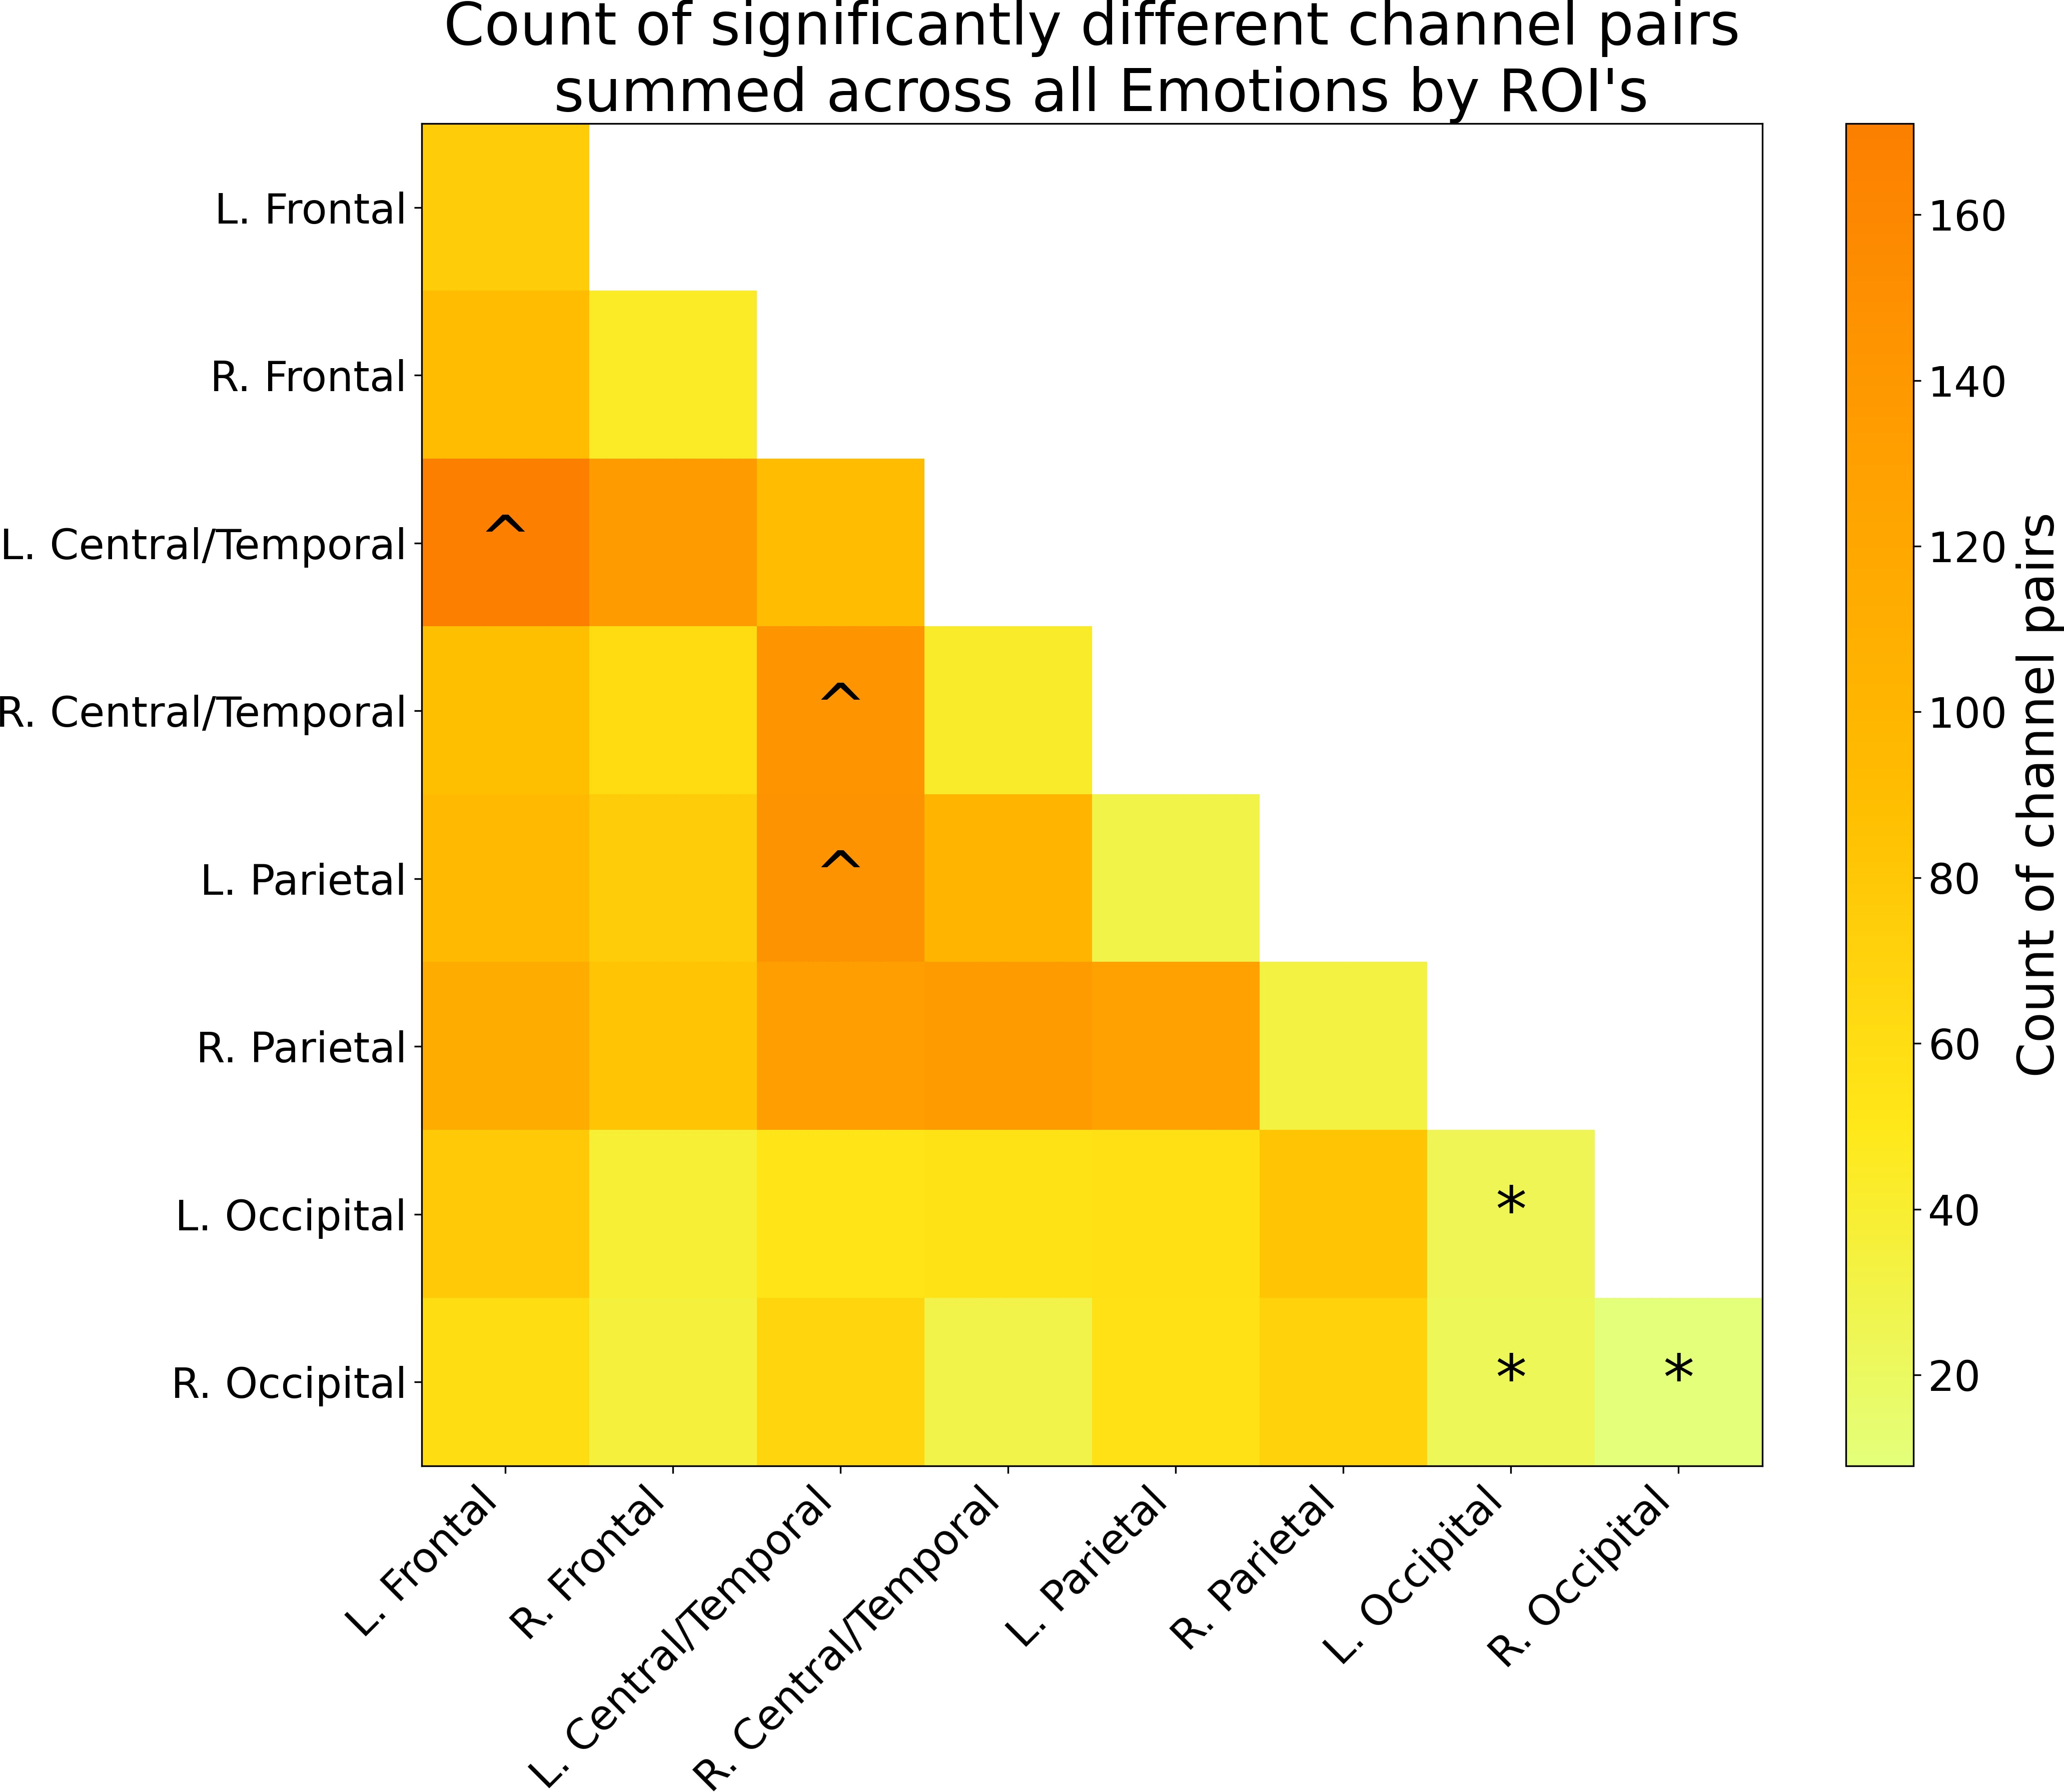 Count of significantly different channel pairs
summed across all Emotions by ROI's
L. Frontal
R. Frontal
L. Central/Temporal
^
R. Central/Temporal
^
L. Parietal
^
R. Parietal
L. Occipital
*
R. Occipital
* *
L. Frontal
R. Frontal
L. Central/Temporal
R. Central/Temporal
L. Parietal
R. Parietal
L. Occipital
R. Occipital
160
140
120
100
80
60
40
20
Count of channel pairs